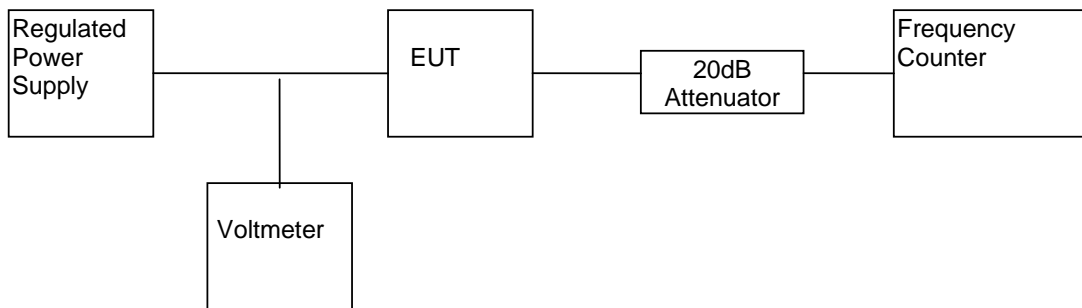 Regulated
Power
Supply
EUT
20dB
Attenuator
Frequency
Counter
Voltmeter